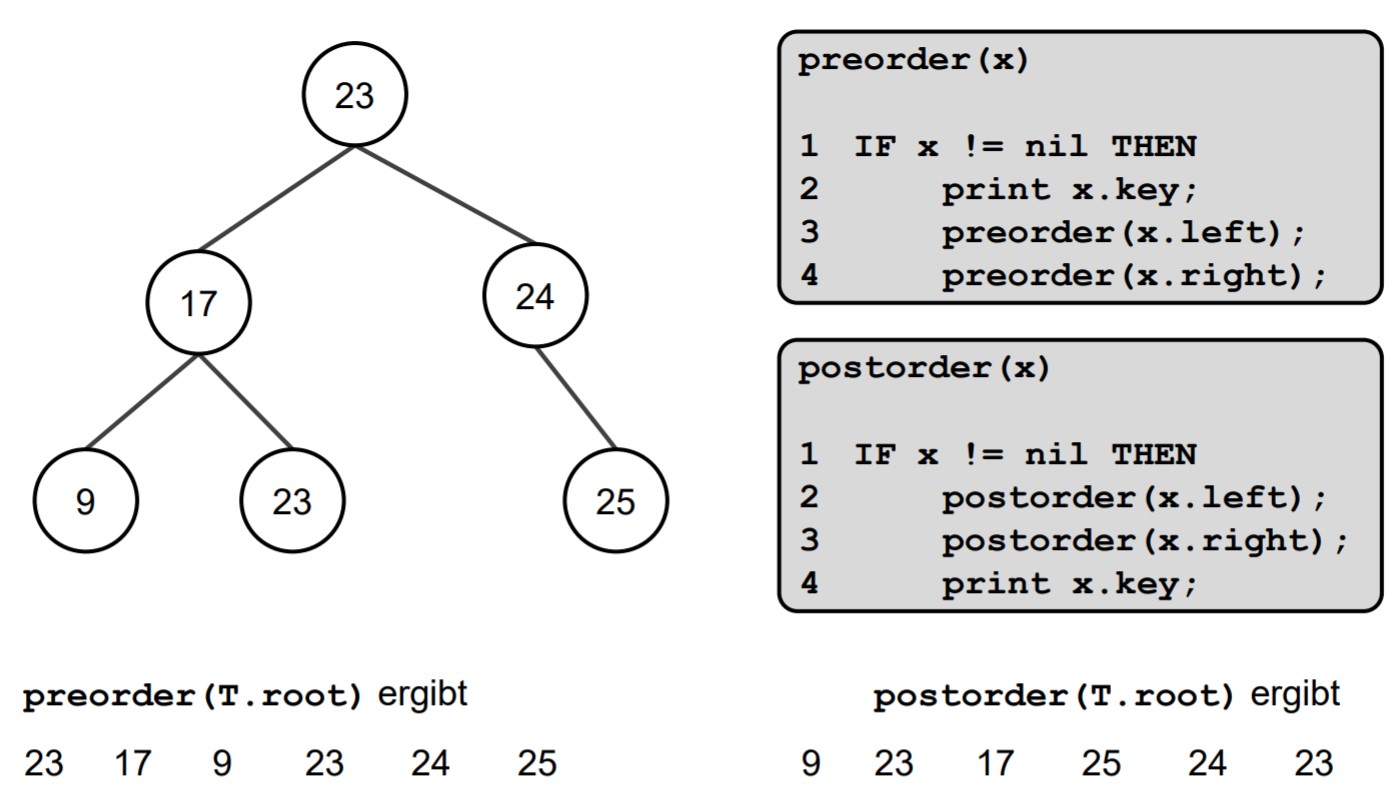 23
17
24
9
23
25
preorder(x)
1 IF x != nil THEN
2 print x.key;
3 preorder(x.left);
4 preorder(x.right);
postorder(x)
1 IF x != nil THEN
2 postorder(x.left);
3 postorder(x.right);
4 print x.key;
preorder(T.root) ergibt
23 17 9 23 24 25
postorder(T.root) ergibt
9 23 17 25 24 23